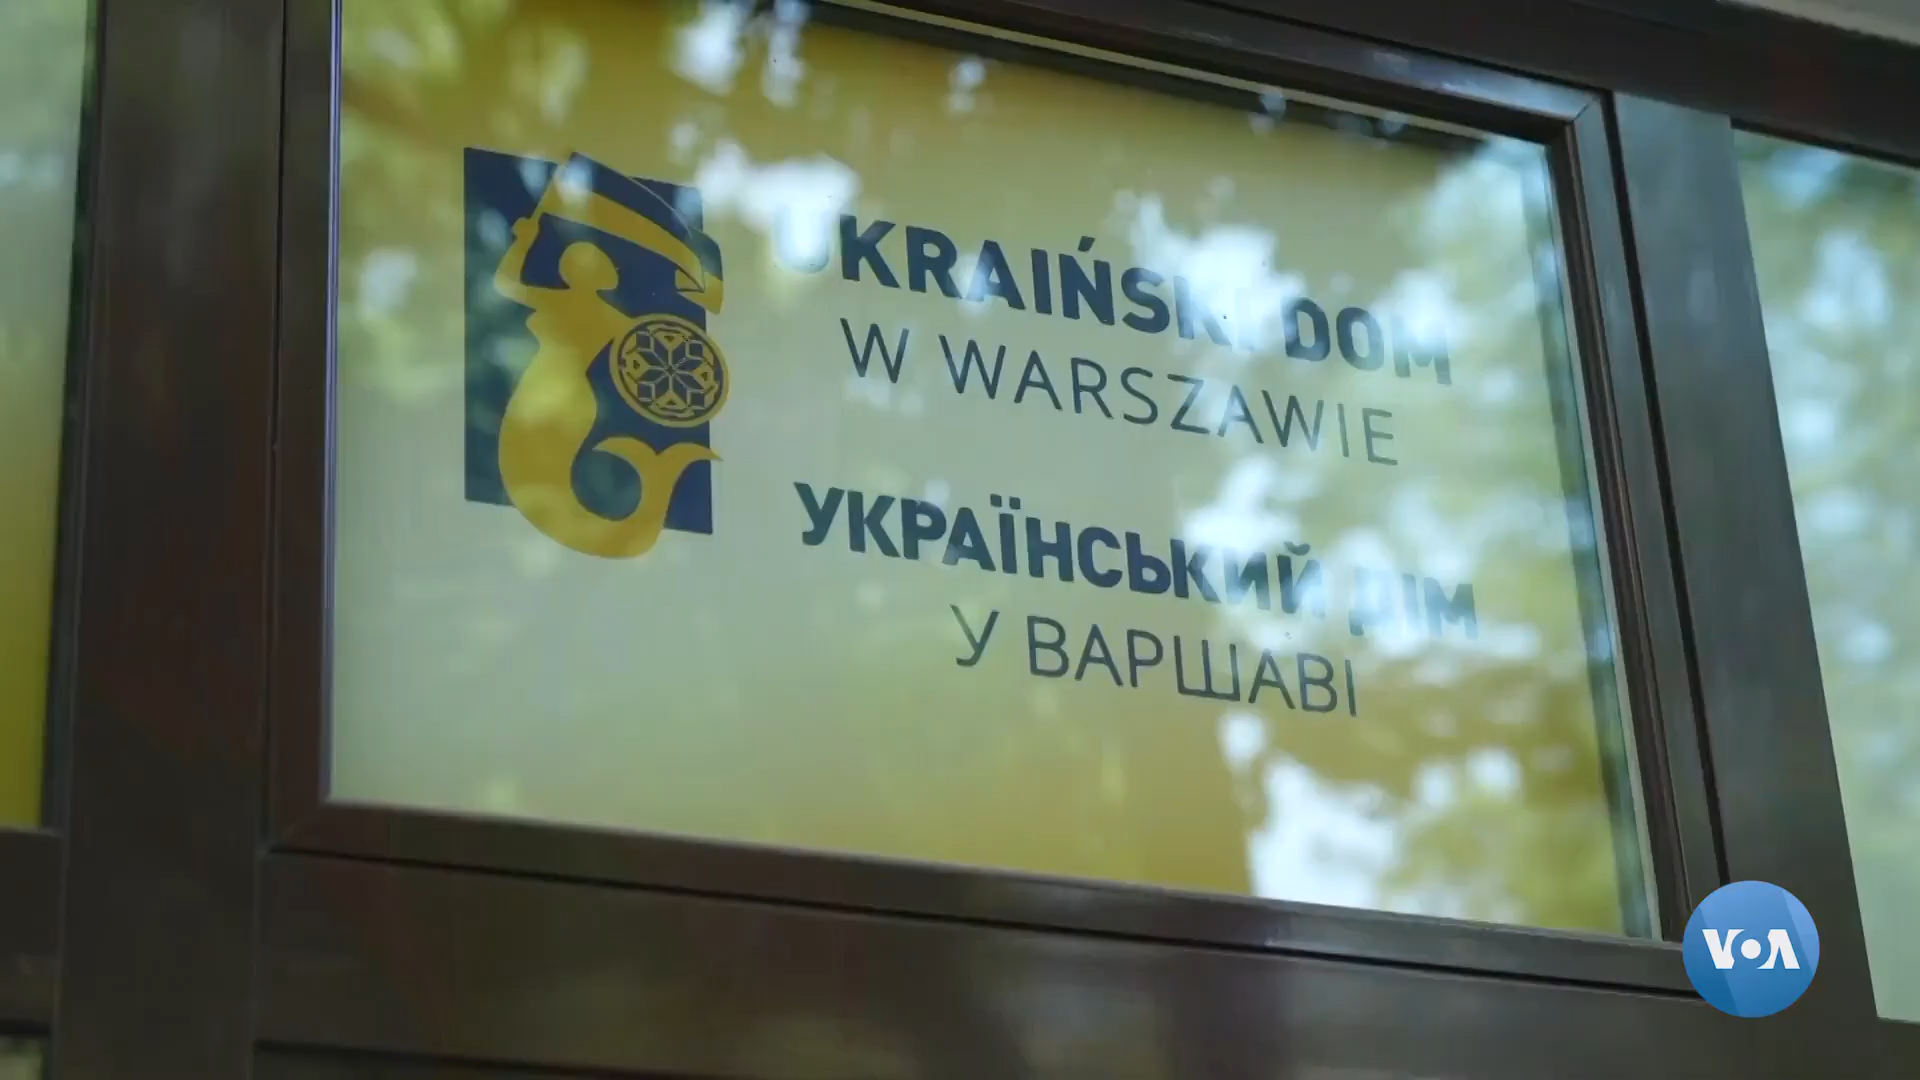 UKRAIŃSKI DOM
W WARSZAWIE
УКРАЇНСЬКИЙ ДІМ
У ВАРШАВІ
VOA